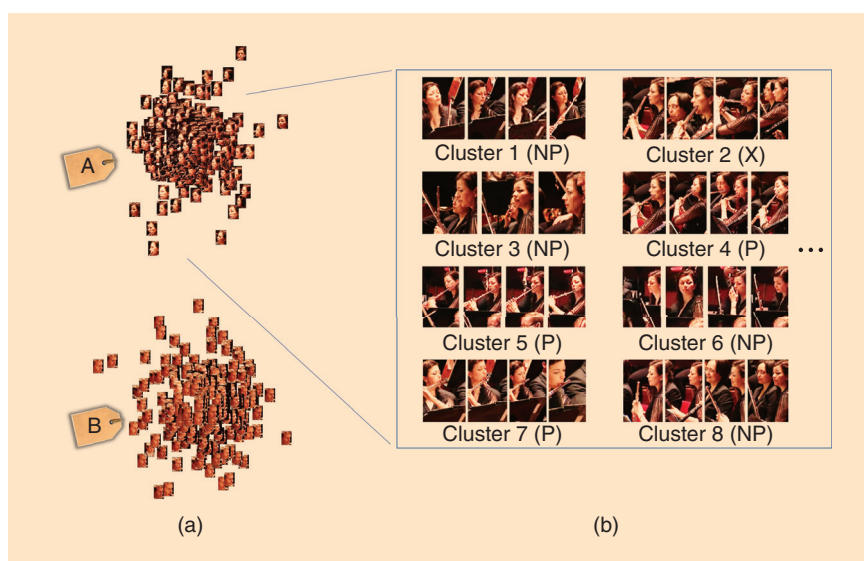 A
B
Cluster 1 (NP)
Cluster 2 (X)
Cluster 3 (NP)
Cluster 4 (P)
...
Cluster 5 (P)
Cluster 6 (NP)
Cluster 7 (P)
Cluster 8 (NP)
(a)
(b)